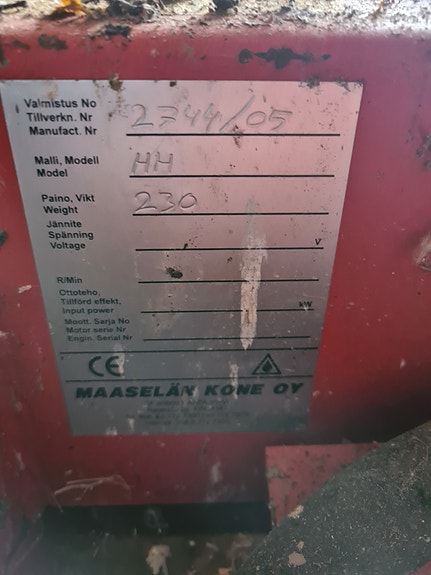 Valmistus No
Tillverkn. Nr
Manufact. Nr 2744/05
Malli, Modell
Model HH
Paino, Vikt
Weight 230
Jännite
Spänning
Voltage V
R/Min
Ottoteho,
Tillförd effekt,
Input power kW
Moott. Sarja No
Motor serie Nr
Engin. Serial Nr
CE
MAASELÄN KONE OY